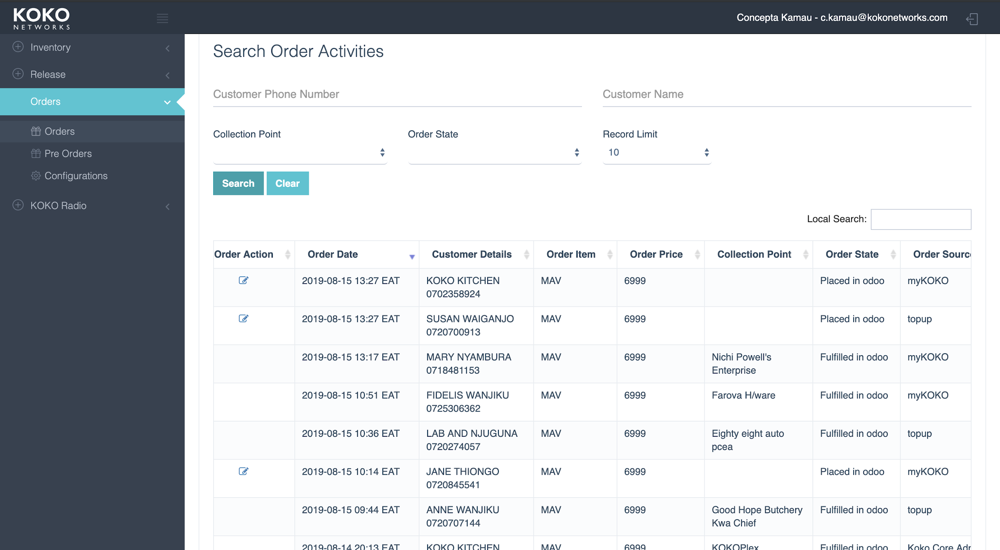 KOKO
NETWORKS
Concepta Kamau - c.kamau@kokonetworks.com
Inventory
Release
Orders
Orders
Pre Orders
Configurations
KOKO Radio
Search Order Activities
Customer Phone Number Customer Name
Collection Point Order State Record Limit
10
Search Clear
Local Search:
Order Action Order Date Customer Details Order Item Order Price Collection Point Order State Order Sourc
2019-08-15 13:27 EAT KOKO KITCHEN MAV 6999 Placed in odoo myKOKO
0702358924
2019-08-15 13:27 EAT SUSAN WAIGANJO MAV 6999 Placed in odoo topup
0720700913
2019-08-15 13:17 EAT MARY NYAMBURA MAV 6999 Nichi Powell's Fulfilled in odoo myKOKO
0718481153 Enterprise
2019-08-15 10:51 EAT FIDELIS WANJIKU MAV 6999 Farova H/ware Fulfilled in odoo myKOKO
0725306362
2019-08-15 10:36 EAT LAB AND NJUGUNA MAV 6999 Eighty eight auto Fulfilled in odoo topup
0720274057 pcea
2019-08-15 10:14 EAT JANE THIONGO MAV 6999 Placed in odoo myKOKO
0720845541
2019-08-15 09:44 EAT ANNE WANJIKU MAV 6999 Good Hope Butchery Fulfilled in odoo topup
0720707144 Kwa Chief
2019-08-14 20:13 EAT KOKO KITCHEN MAV 6999 KOKOPlex Fulfilled in odoo Koko Core Adr